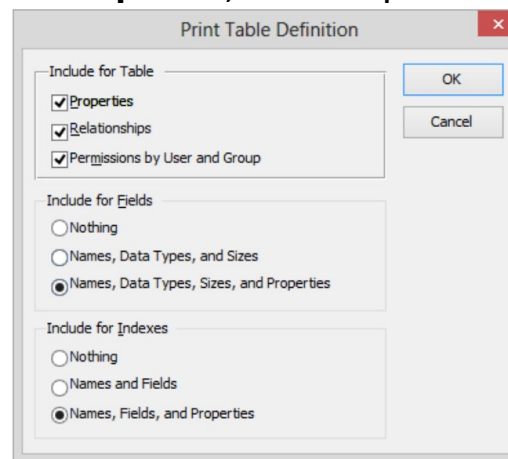 Print Table Definition
Include for Table
Properties
Relationships
Permissions by User and Group
OK
Cancel
Include for Fields
Nothing
Names, Data Types, and Sizes
Names, Data Types, Sizes, and Properties
Include for Indexes
Nothing
Names and Fields
Names, Fields, and Properties